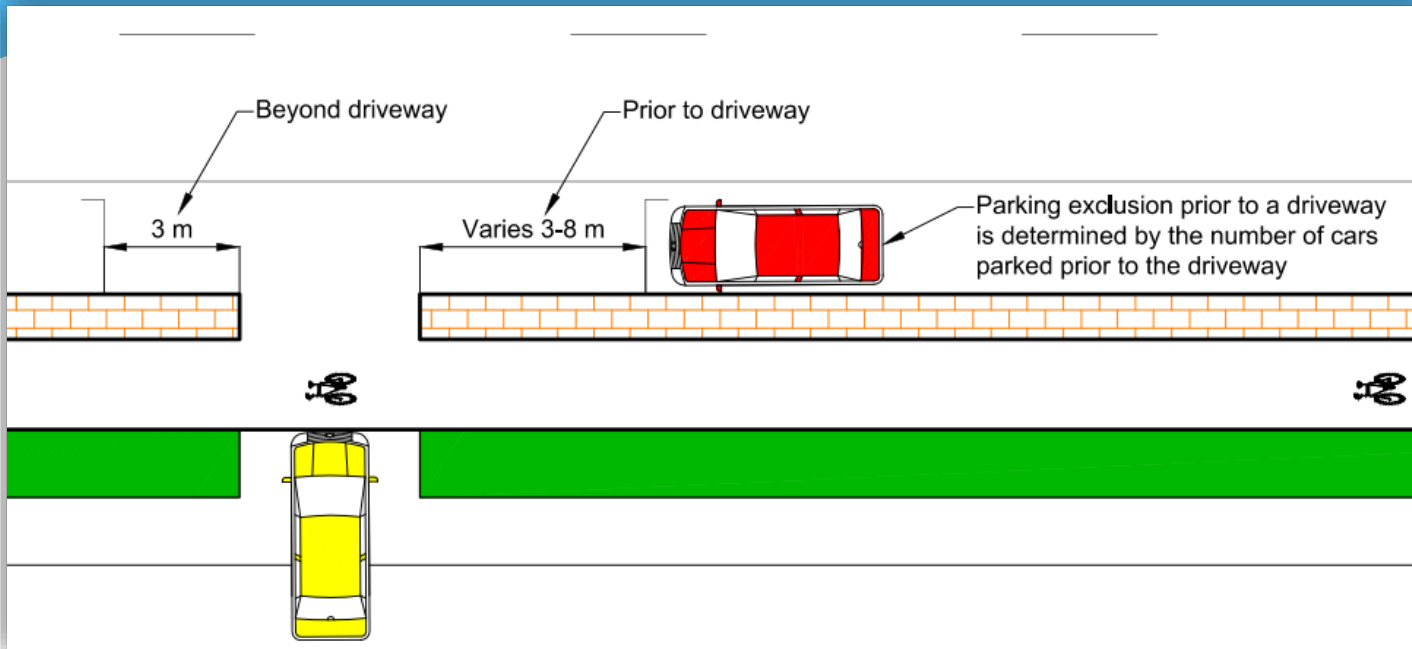 Beyond driveway
Prior to driveway
3 m
Varies 3-8 m
Parking exclusion prior to a driveway
is determined by the number of cars
parked prior to the driveway